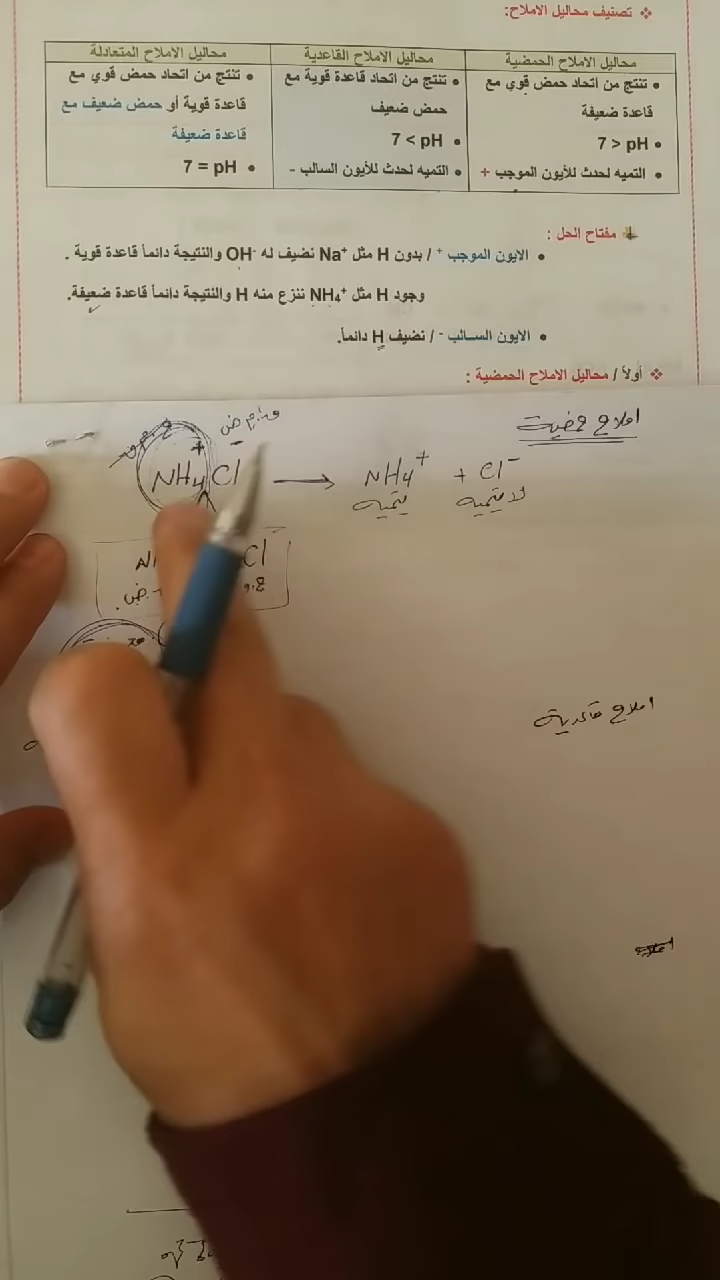 ❖ تصنيف محاليل الاملاح:
محاليل الاملاح الحمضية
• تنتج من اتحاد حمض قوي مع
قاعدة ضعيفة
• 7 > pH
• التميه لحدث للأيون الموجب +
محاليل الاملاح القاعدية
• تنتج من اتحاد قاعدة قوية مع
حمض ضعيف
• 7 < pH
• التميه لحدث للأيون السالب -
محاليل الاملاح المتعادلة
• تنتج من اتحاد حمض قوي مع
قاعدة قوية أو حمض ضعيف مع
قاعدة ضعيفة
• 7 = pH
مفتاح الحل :
• الايون الموجب + / بدون H مثل Na⁺ نضيف له OH⁻ والنتيجة دائماً قاعدة قوية .
وجود H مثل NH₄⁺ ننزع منه H والنتيجة دائماً قاعدة ضعيفة.
• الايون السالب - / نضيف H دائماً.
❖ أولاً / محاليل الاملاح الحمضية :
املاح حمضية
NH₄⁺Cl → NH₄⁺ + Cl⁻
يتميه لا يتميه
Cl⁻
املاح قاعدية